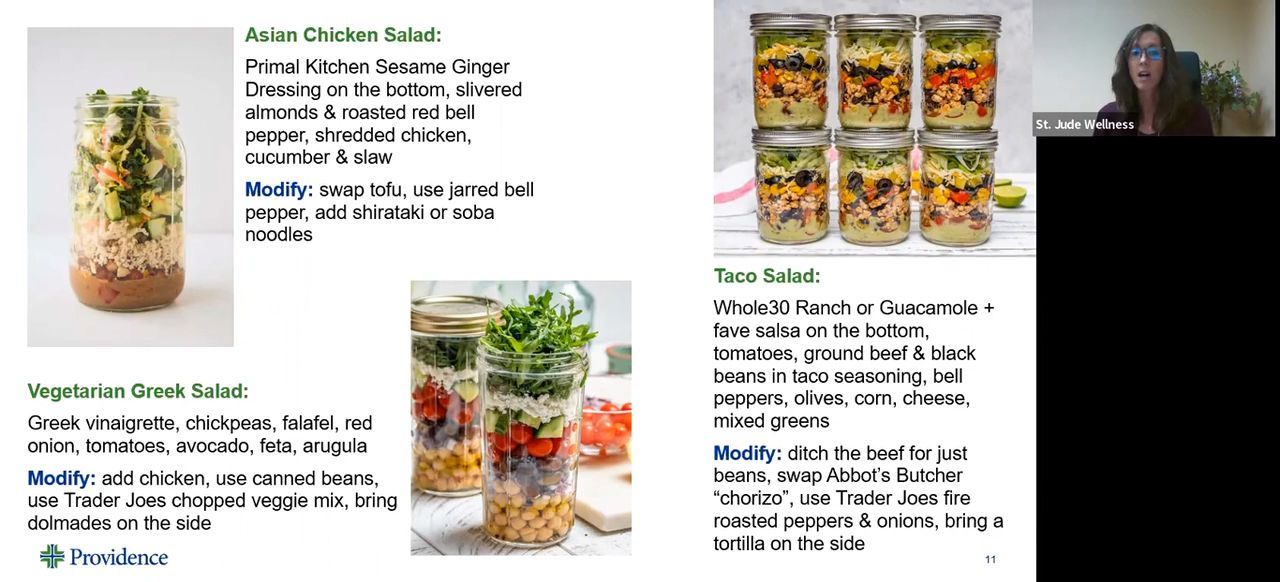 Asian Chicken Salad:
Primal Kitchen Sesame Ginger
Dressing on the bottom, slivered
almonds & roasted red bell
pepper, shredded chicken,
cucumber & slaw
Modify: swap tofu, use jarred bell
pepper, add shirataki or soba
noodles
Vegetarian Greek Salad:
Greek vinaigrette, chickpeas, falafel, red
onion, tomatoes, avocado, feta, arugula
Modify: add chicken, use canned beans,
use Trader Joes chopped veggie mix, bring
dolmades on the side
Providence
Taco Salad:
Whole30 Ranch or Guacamole +
fave salsa on the bottom,
tomatoes, ground beef & black
beans in taco seasoning, bell
peppers, olives, corn, cheese,
mixed greens
Modify: ditch the beef for just
beans, swap Abbot’s Butcher
“chorizo”, use Trader Joes fire
roasted peppers & onions, bring a
tortilla on the side
11
St. Jude Wellness